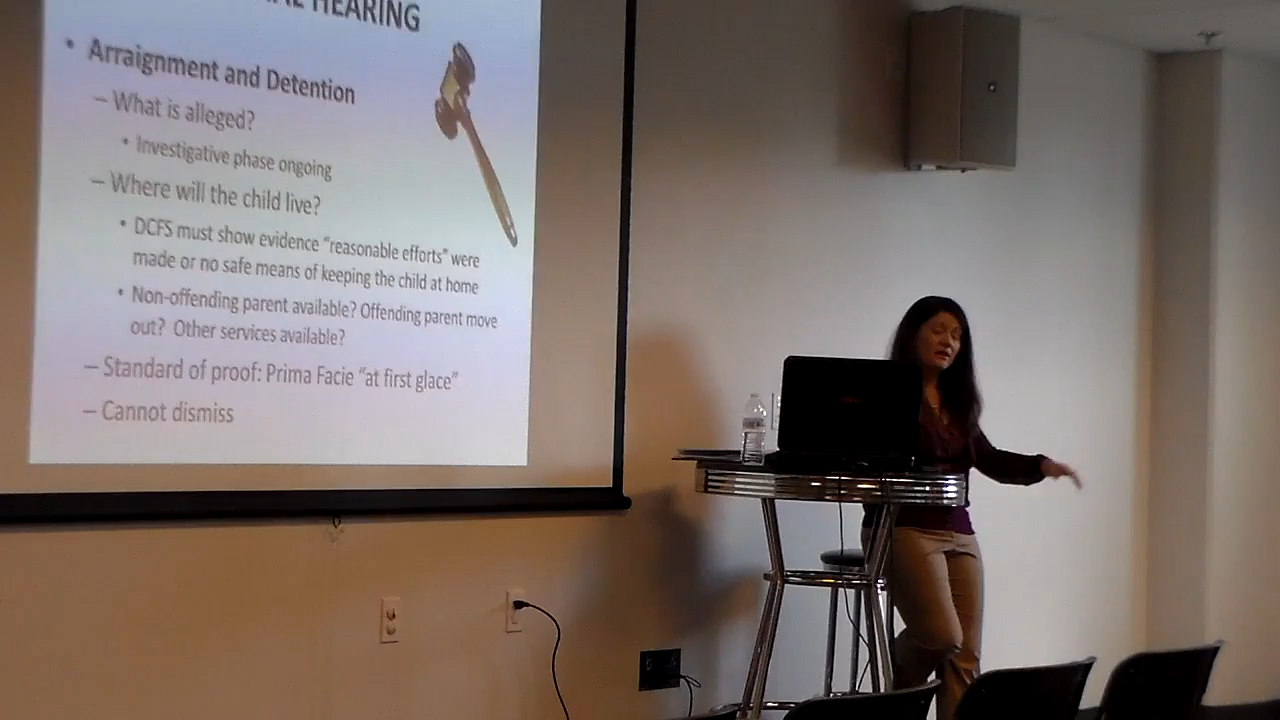 HEARING
• Arraignment and Detention
– What is alleged?
• Investigative phase ongoing
– Where will the child live?
• DCFS must show evidence “reasonable efforts” were
made or no safe means of keeping the child at home
• Non-offending parent available? Offending parent move
out? Other services available?
– Standard of proof: Prima Facie “at first glace”
– Cannot dismiss